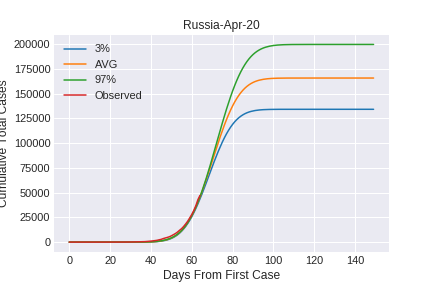 Russia-Apr-20
Cumulative Total Cases
200000
175000
150000
125000
100000
75000
50000
25000
0
3%
AVG
97%
Observed
0 20 40 60 80 100 120 140
Days From First Case